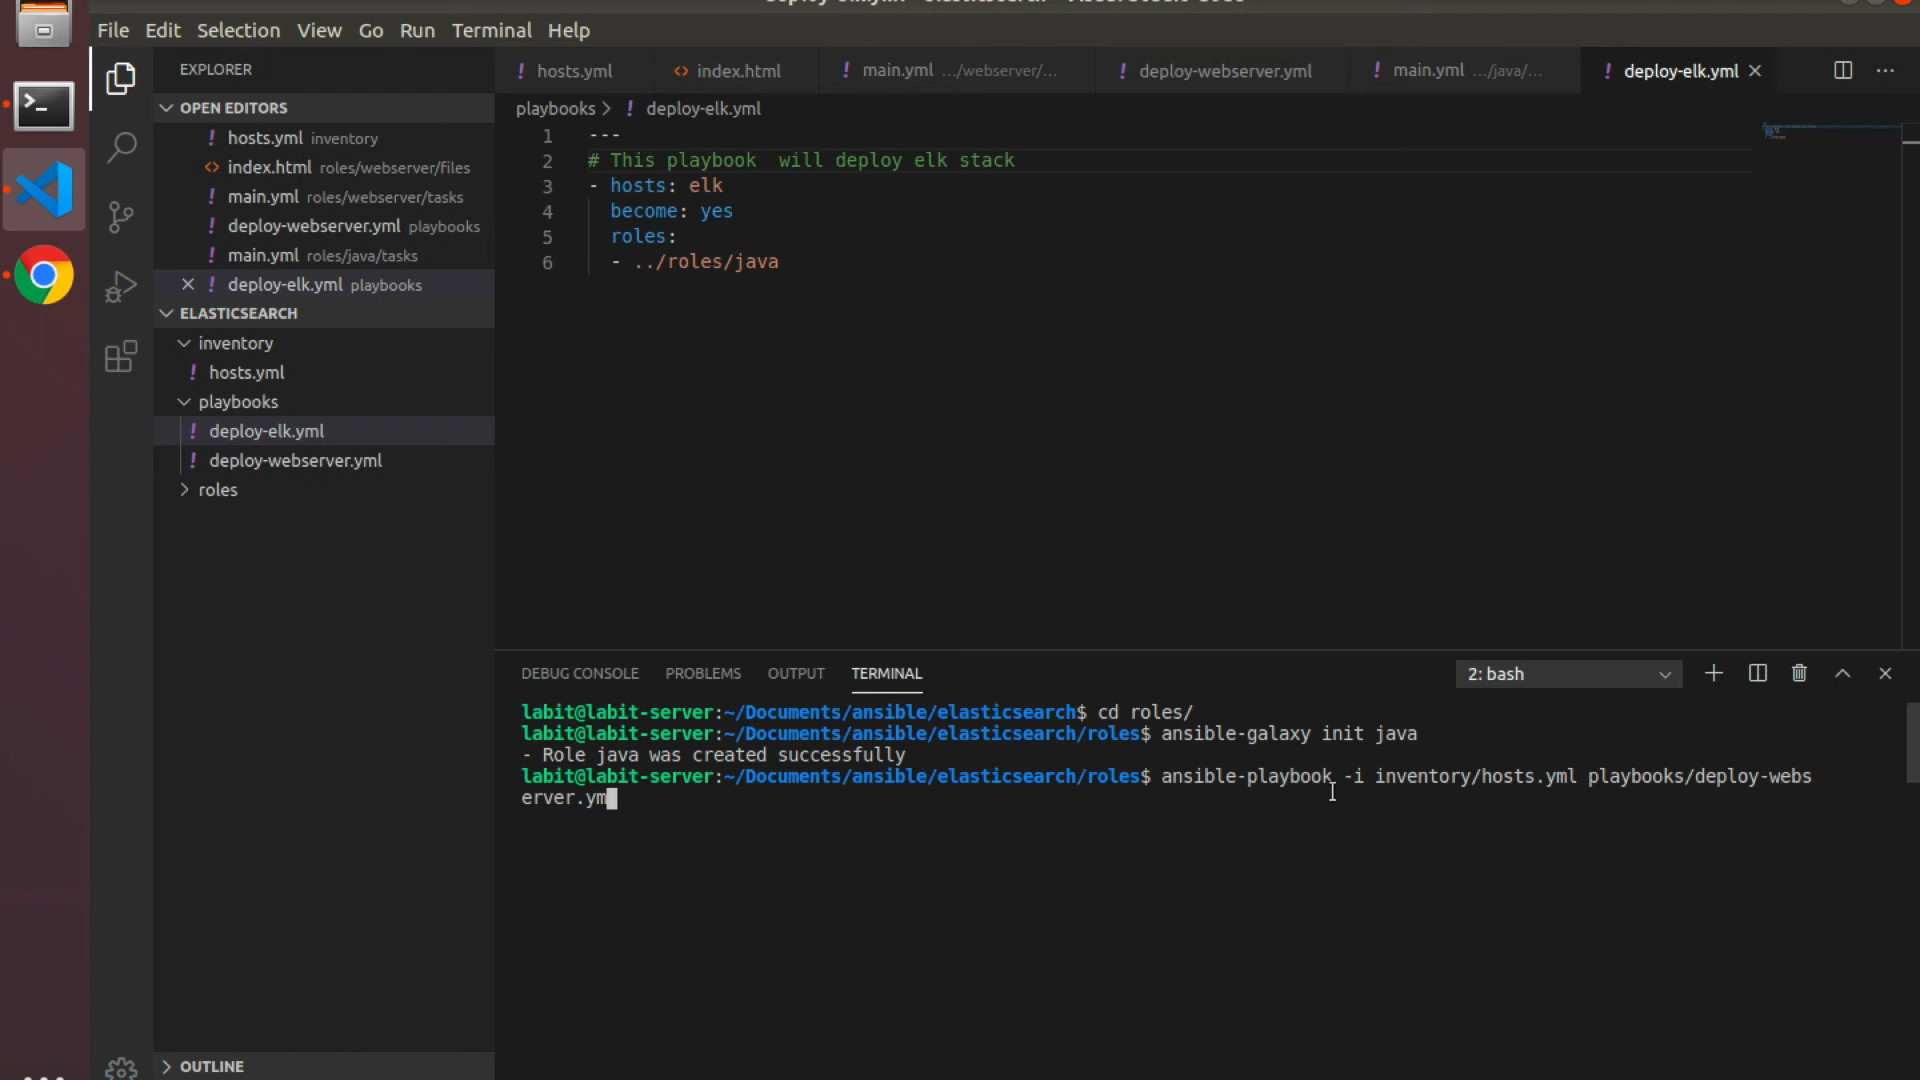 File Edit Selection View Go Run Terminal Help
EXPLORER
OPEN EDITORS
! hosts.yml inventory
<> index.html roles/webserver/files
! main.yml roles/webserver/tasks
! deploy-webserver.yml playbooks
! main.yml roles/java/tasks
! deploy-elk.yml playbooks
ELASTICSEARCH
inventory
! hosts.yml
playbooks
! deploy-elk.yml
! deploy-webserver.yml
roles
OUTLINE
! hosts.yml <> index.html ! main.yml .../webserver/... ! deploy-webserver.yml ! main.yml .../java/... ! deploy-elk.yml
playbooks > ! deploy-elk.yml
1 ---
2 # This playbook  will deploy elk stack
3 - hosts: elk
4   become: yes
5   roles:
6   - ../roles/java
DEBUG CONSOLE PROBLEMS OUTPUT TERMINAL 2: bash
labit@labit-server:~/Documents/ansible/elasticsearch$ cd roles/
labit@labit-server:~/Documents/ansible/elasticsearch/roles$ ansible-galaxy init java
- Role java was created successfully
labit@labit-server:~/Documents/ansible/elasticsearch/roles$ ansible-playbook -i inventory/hosts.yml playbooks/deploy-webs
erver.ym